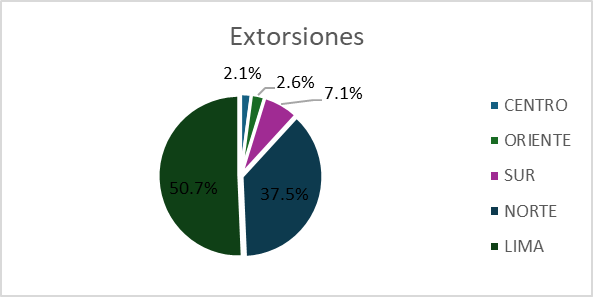 Extorsiones
2.1%
2.6%
7.1%
37.5%
50.7%
CENTRO
ORIENTE
SUR
NORTE
LIMA